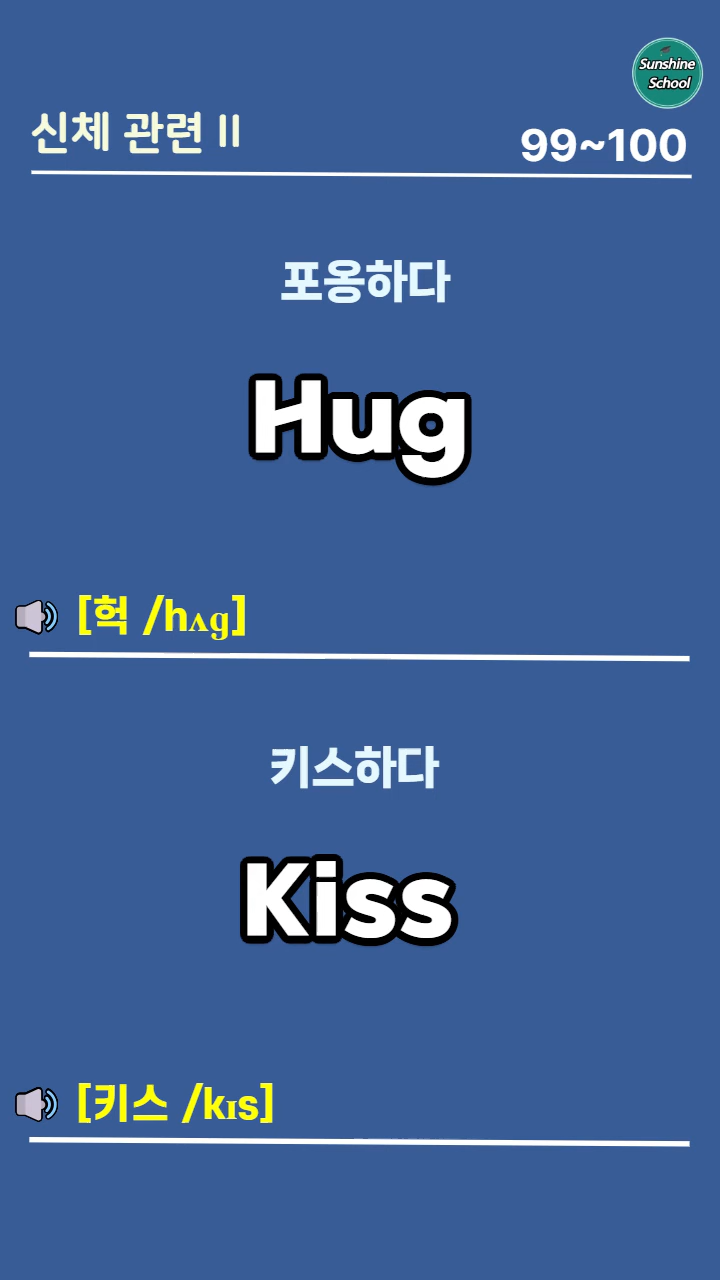 Sunshine
School
신체 관련 II
99~100
포옹하다
Hug
[헉 /hʌg]
키스하다
Kiss
[키스 /kɪs]